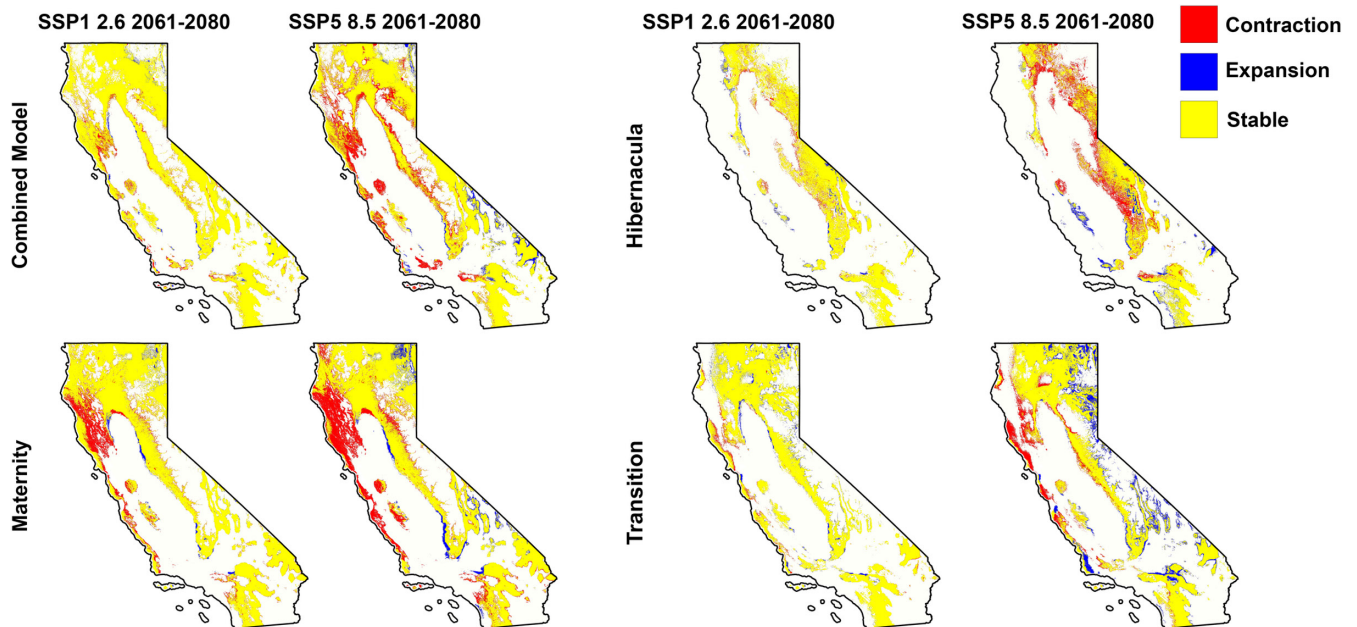 SSP1 2.6 2061-2080
SSP5 8.5 2061-2080
SSP1 2.6 2061-2080
SSP5 8.5 2061-2080
Contraction
Expansion
Stable
Combined Model
Hibernacula
Maternity
Transition